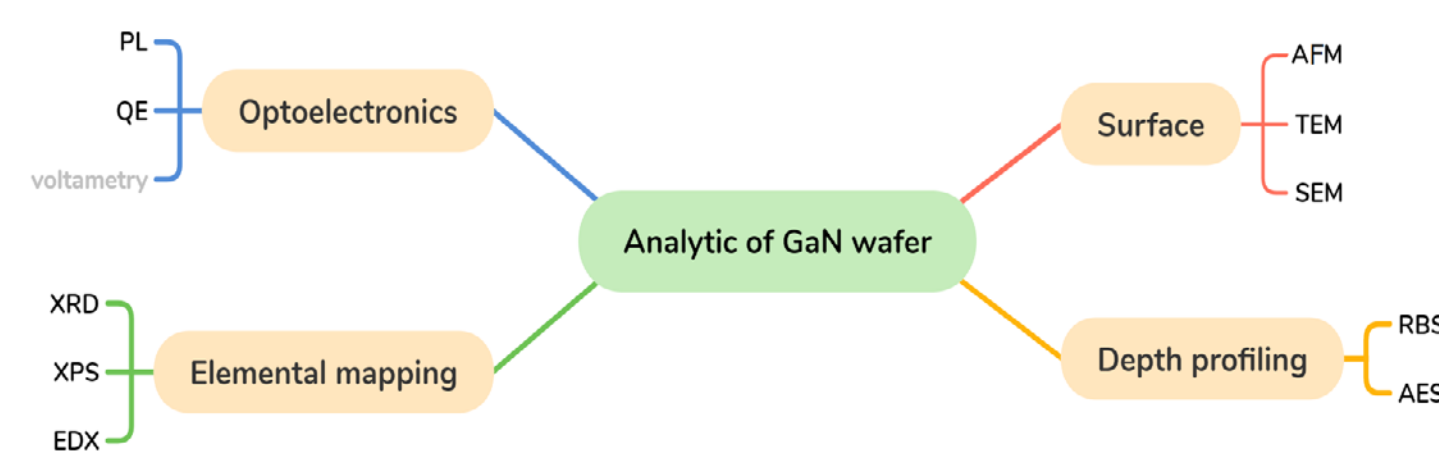 PL
QE
voltametry
Optoelectronics
XRD
XPS
EDX
Elemental mapping
Analytic of GaN wafer
Surface
AFM
TEM
SEM
Depth profiling
RBS
AES